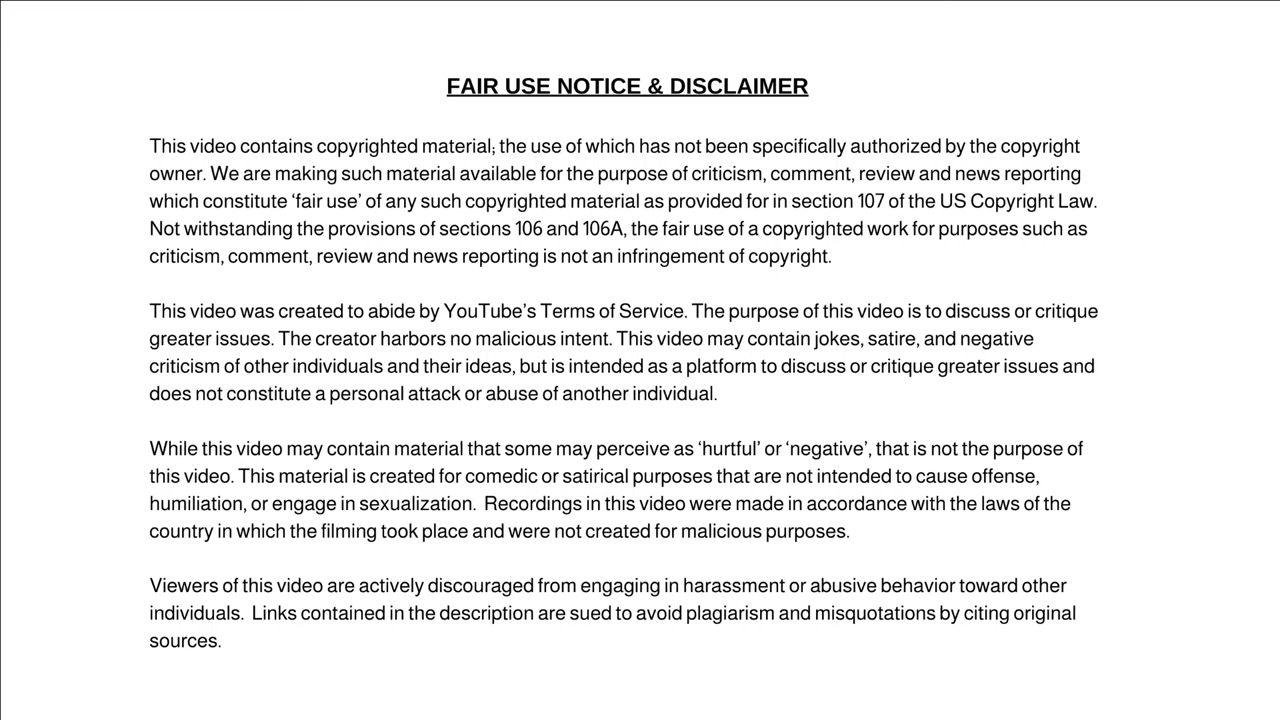 FAIR USE NOTICE & DISCLAIMER
This video contains copyrighted material; the use of which has not been specifically authorized by the copyright
owner. We are making such material available for the purpose of criticism, comment, review and news reporting
which constitute ‘fair use’ of any such copyrighted material as provided for in section 107 of the US Copyright Law.
Not withstanding the provisions of sections 106 and 106A, the fair use of a copyrighted work for purposes such as
criticism, comment, review and news reporting is not an infringement of copyright.
This video was created to abide by YouTube’s Terms of Service. The purpose of this video is to discuss or critique
greater issues. The creator harbors no malicious intent. This video may contain jokes, satire, and negative
criticism of other individuals and their ideas, but is intended as a platform to discuss or critique greater issues and
does not constitute a personal attack or abuse of another individual.
While this video may contain material that some may perceive as ‘hurtful’ or ‘negative’, that is not the purpose of
this video. This material is created for comedic or satirical purposes that are not intended to cause offense,
humiliation, or engage in sexualization.  Recordings in this video were made in accordance with the laws of the
country in which the filming took place and were not created for malicious purposes.
Viewers of this video are actively discouraged from engaging in harassment or abusive behavior toward other
individuals.  Links contained in the description are sued to avoid plagiarism and misquotations by citing original
sources.